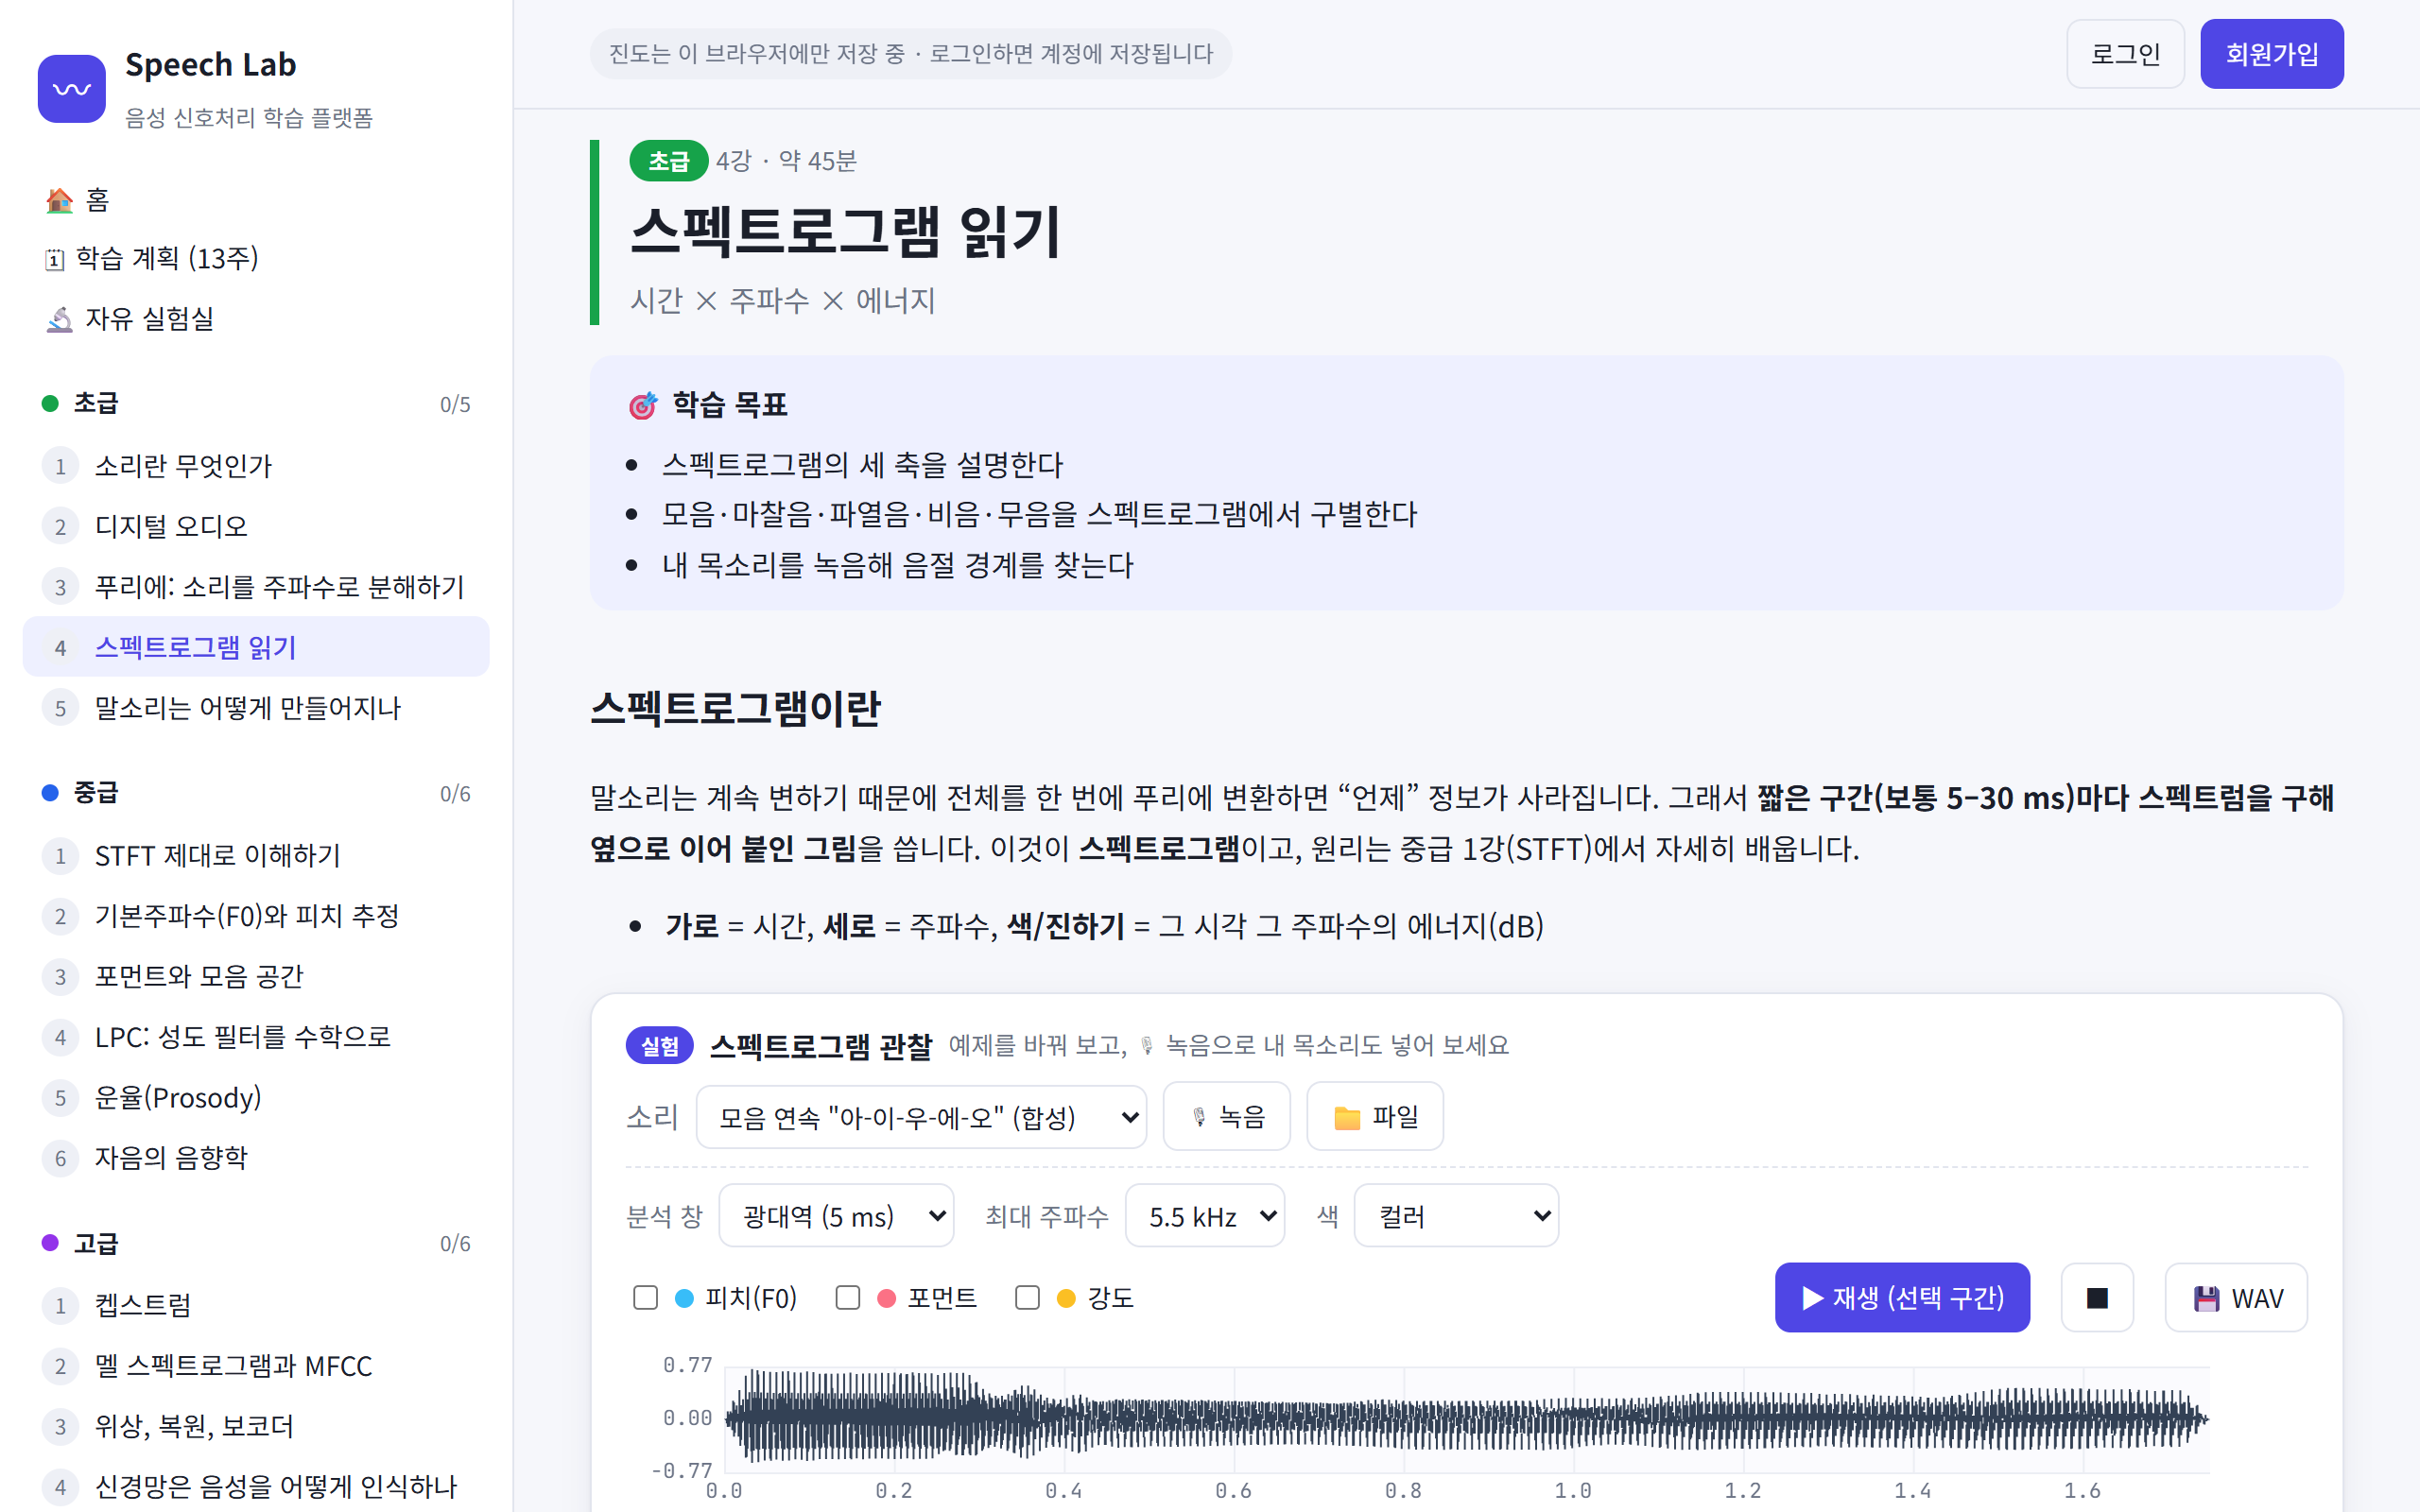 Speech Lab
음성 신호처리 학습 플랫폼
홈
학습 계획 (13주)
자유 실험실
초급 0/5
1 소리란 무엇인가
2 디지털 오디오
3 푸리에: 소리를 주파수로 분해하기
4 스펙트로그램 읽기
5 말소리는 어떻게 만들어지나
중급 0/6
1 STFT 제대로 이해하기
2 기본주파수(F0)와 피치 추정
3 포먼트와 모음 공간
4 LPC: 성도 필터를 수학으로
5 운율(Prosody)
6 자음의 음향학
고급 0/6
1 켑스트럼
2 멜 스펙트로그램과 MFCC
3 위상, 복원, 보코더
4 신경망은 음성을 어떻게 인식하나
진도는 이 브라우저에만 저장 중 · 로그인하면 계정에 저장됩니다
로그인
회원가입
초급 4강 · 약 45분
스펙트로그램 읽기
시간 × 주파수 × 에너지
학습 목표
스펙트로그램의 세 축을 설명한다
모음·마찰음·파열음·비음·무음을 스펙트로그램에서 구별한다
내 목소리를 녹음해 음절 경계를 찾는다
스펙트로그램이란
말소리는 계속 변하기 때문에 전체를 한 번에 푸리에 변환하면 “언제” 정보가 사라집니다. 그래서 짧은 구간(보통 5–30 ms)마다 스펙트럼을 구해
옆으로 이어 붙인 그림을 씁니다. 이것이 스펙트로그램이고, 원리는 중급 1강(STFT)에서 자세히 배웁니다.
가로 = 시간, 세로 = 주파수, 색/진하기 = 그 시각 그 주파수의 에너지(dB)
실험 스펙트로그램 관찰 예제를 바꿔 보고, 🎙 녹음으로 내 목소리도 넣어 보세요
소리 모음 연속 "아-이-우-에-오" (합성) 녹음 파일
분석 창 광대역 (5 ms) 최대 주파수 5.5 kHz 색 컬러
피치(F0) 포먼트 강도 ▶ 재생 (선택 구간) ■ WAV
0.77
0.00
-0.77
0.0 0.2 0.4 0.6 0.8 1.0 1.2 1.4 1.6